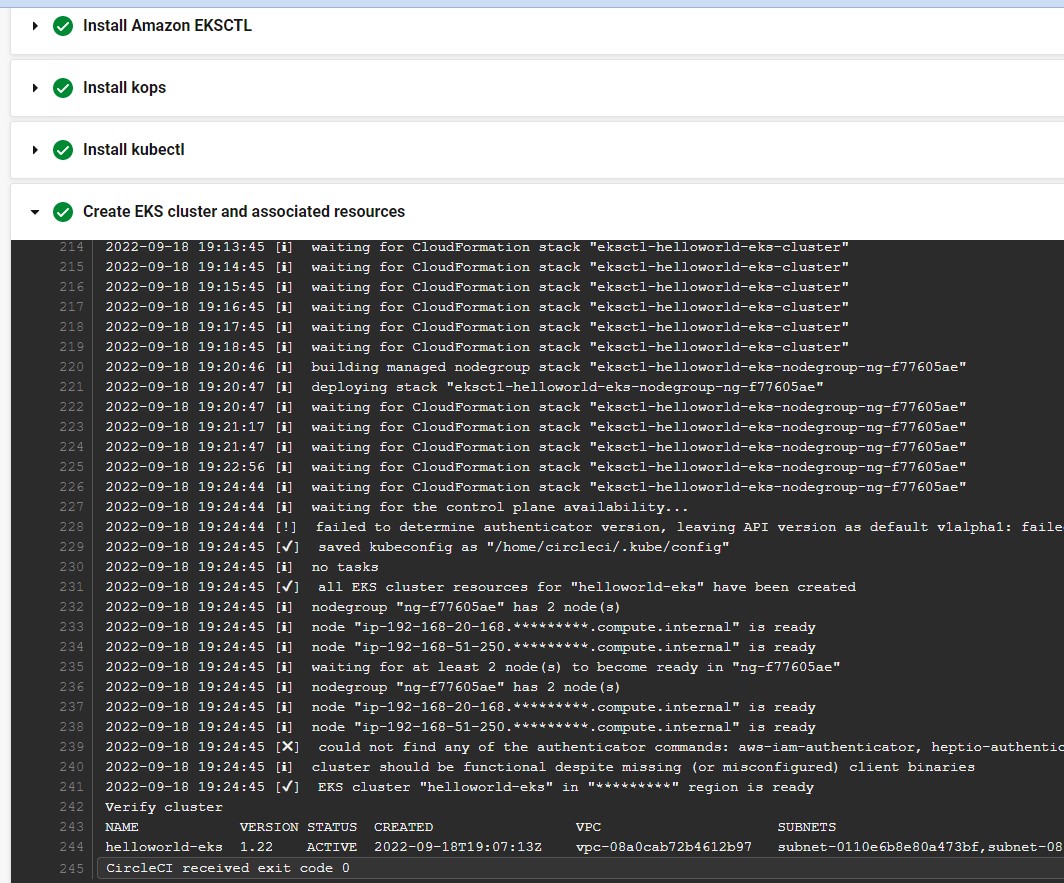 Install Amazon EKSCTL
Install kops
Install kubectl
Create EKS cluster and associated resources
214 2022-09-18 19:13:45 [ℹ]  waiting for CloudFormation stack "eksctl-helloworld-eks-cluster"
215 2022-09-18 19:14:45 [ℹ]  waiting for CloudFormation stack "eksctl-helloworld-eks-cluster"
216 2022-09-18 19:15:45 [ℹ]  waiting for CloudFormation stack "eksctl-helloworld-eks-cluster"
217 2022-09-18 19:16:45 [ℹ]  waiting for CloudFormation stack "eksctl-helloworld-eks-cluster"
218 2022-09-18 19:17:45 [ℹ]  waiting for CloudFormation stack "eksctl-helloworld-eks-cluster"
219 2022-09-18 19:18:45 [ℹ]  waiting for CloudFormation stack "eksctl-helloworld-eks-cluster"
220 2022-09-18 19:20:46 [ℹ]  building managed nodegroup stack "eksctl-helloworld-eks-nodegroup-ng-f77605ae"
221 2022-09-18 19:20:47 [ℹ]  deploying stack "eksctl-helloworld-eks-nodegroup-ng-f77605ae"
222 2022-09-18 19:20:47 [ℹ]  waiting for CloudFormation stack "eksctl-helloworld-eks-nodegroup-ng-f77605ae"
223 2022-09-18 19:21:17 [ℹ]  waiting for CloudFormation stack "eksctl-helloworld-eks-nodegroup-ng-f77605ae"
224 2022-09-18 19:21:47 [ℹ]  waiting for CloudFormation stack "eksctl-helloworld-eks-nodegroup-ng-f77605ae"
225 2022-09-18 19:22:56 [ℹ]  waiting for CloudFormation stack "eksctl-helloworld-eks-nodegroup-ng-f77605ae"
226 2022-09-18 19:24:44 [ℹ]  waiting for CloudFormation stack "eksctl-helloworld-eks-nodegroup-ng-f77605ae"
227 2022-09-18 19:24:44 [ℹ]  waiting for the control plane availability...
228 2022-09-18 19:24:44 [!]  failed to determine authenticator version, leaving API version as default v1alpha1: faile
229 2022-09-18 19:24:45 [✔]  saved kubeconfig as "/home/circleci/.kube/config"
230 2022-09-18 19:24:45 [ℹ]  no tasks
231 2022-09-18 19:24:45 [✔]  all EKS cluster resources for "helloworld-eks" have been created
232 2022-09-18 19:24:45 [ℹ]  nodegroup "ng-f77605ae" has 2 node(s)
233 2022-09-18 19:24:45 [ℹ]  node "ip-192-168-20-168.*********.compute.internal" is ready
234 2022-09-18 19:24:45 [ℹ]  node "ip-192-168-51-250.*********.compute.internal" is ready
235 2022-09-18 19:24:45 [ℹ]  waiting for at least 2 node(s) to become ready in "ng-f77605ae"
236 2022-09-18 19:24:45 [ℹ]  nodegroup "ng-f77605ae" has 2 node(s)
237 2022-09-18 19:24:45 [ℹ]  node "ip-192-168-20-168.*********.compute.internal" is ready
238 2022-09-18 19:24:45 [ℹ]  node "ip-192-168-51-250.*********.compute.internal" is ready
239 2022-09-18 19:24:45 [✖]  could not find any of the authenticator commands: aws-iam-authenticator, heptio-authentic
240 2022-09-18 19:24:45 [ℹ]  cluster should be functional despite missing (or misconfigured) client binaries
241 2022-09-18 19:24:45 [✔]  EKS cluster "helloworld-eks" in "*********" region is ready
242 Verify cluster
243 NAME VERSION STATUS CREATED VPC SUBNETS
244 helloworld-eks 1.22 ACTIVE 2022-09-18T19:07:13Z vpc-08a0cab72b4612b97 subnet-0110e6b8e80a473bf,subnet-08
245 CircleCI received exit code 0